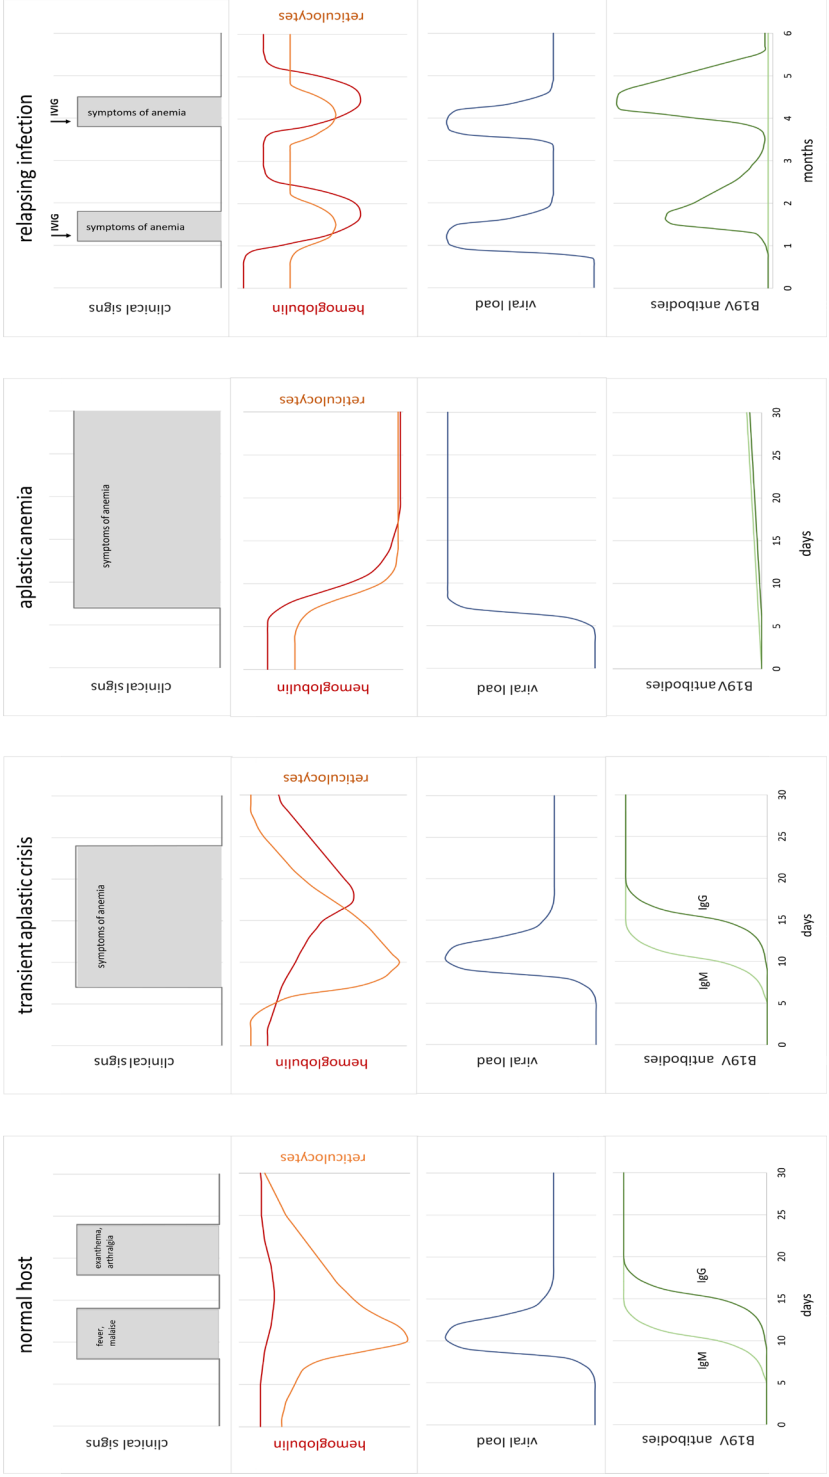 normal host
clinical signs
fever,
malaise
exanthema,
arthralgia
hemoglobulin
reticulocytes
viral load
B19V antibodies
IgM
IgG
0 5 10 15 20 25 30
days
transient aplastic crisis
clinical signs
symptoms of anemia
hemoglobulin
reticulocytes
viral load
B19V antibodies
IgM
IgG
0 5 10 15 20 25 30
days
aplastic anemia
clinical signs
symptoms of anemia
hemoglobulin
reticulocytes
viral load
B19V antibodies
0 5 10 15 20 25 30
days
relapsing infection
clinical signs
IVIG
symptoms of anemia
IVIG
symptoms of anemia
hemoglobulin
reticulocytes
viral load
B19V antibodies
0 1 2 3 4 5 6
months